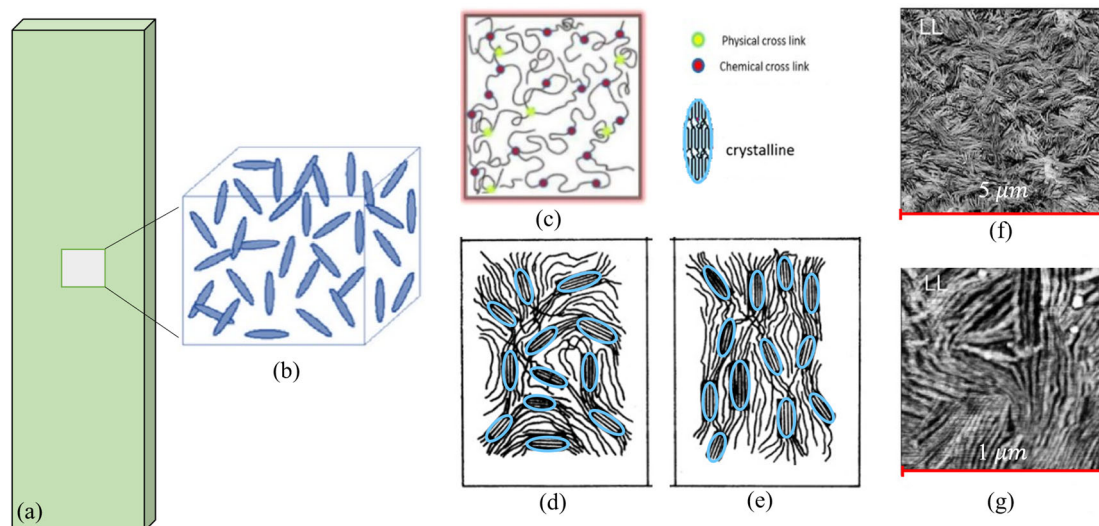 (a)
(b)
(c)
Physical cross link
Chemical cross link
crystalline
(d)
(e)
LL
5 μm
(f)
LL
1 μm
(g)